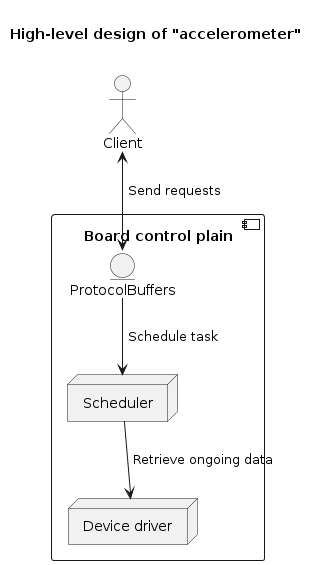 High-level design of "accelerometer"
Client
Send requests
Board control plain
ProtocolBuffers
Schedule task
Scheduler
Retrieve ongoing data
Device driver